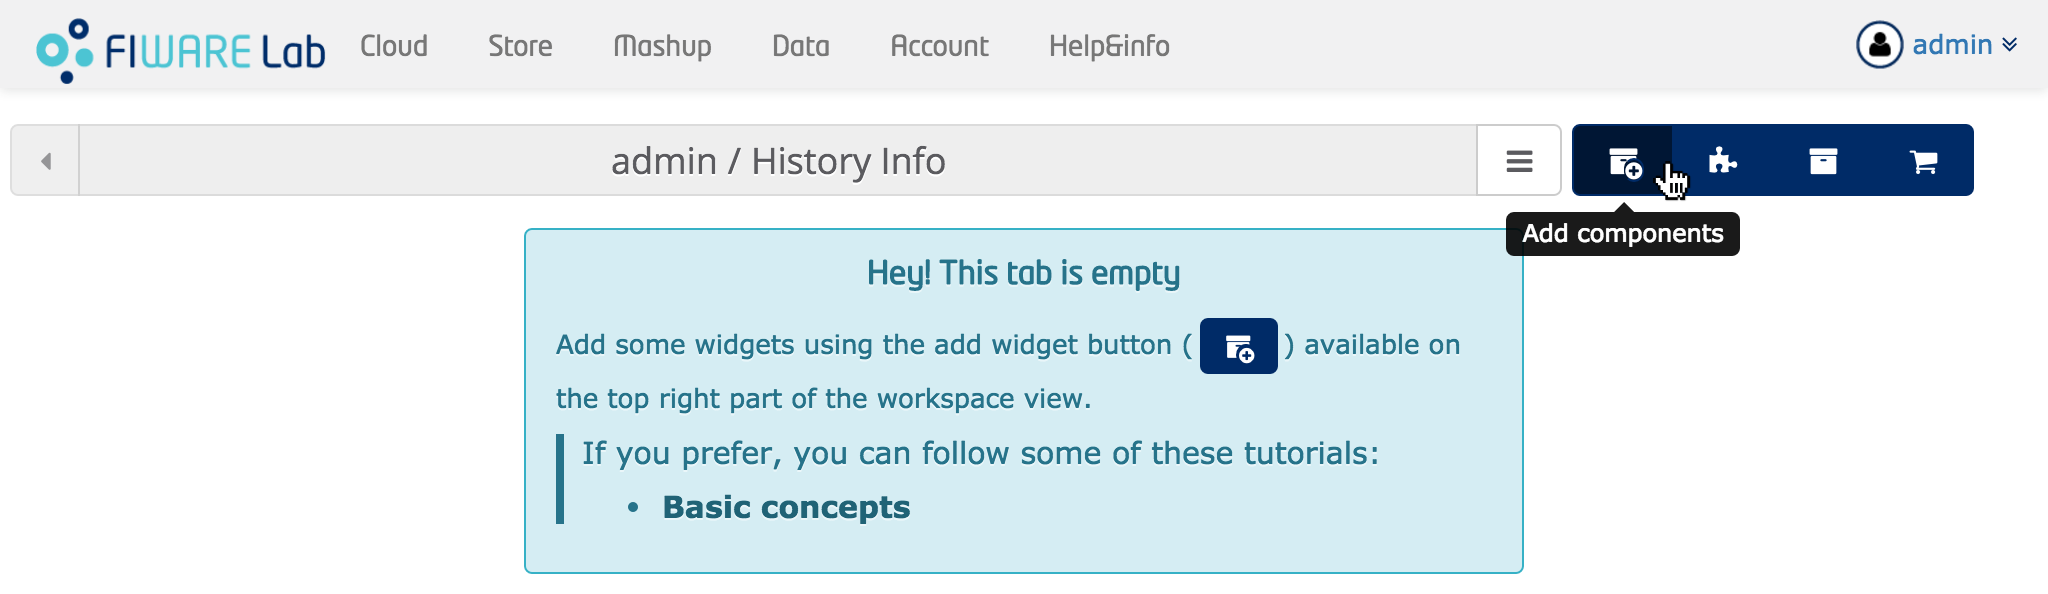 FIWARE Lab Cloud Store Mashup Data Account Help&info admin
admin / History Info
Add components
Hey! This tab is empty
Add some widgets using the add widget button ( ) available on
the top right part of the workspace view.
If you prefer, you can follow some of these tutorials:
• Basic concepts